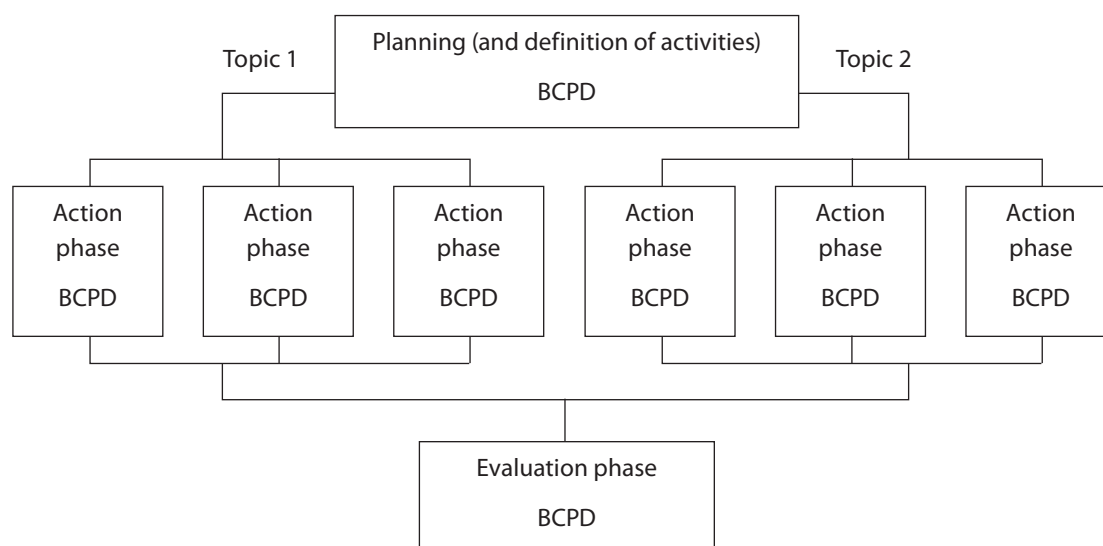 Planning (and definition of activities)
BCPD
Topic 1
Topic 2
Action
phase
BCPD
Action
phase
BCPD
Action
phase
BCPD
Action
phase
BCPD
Action
phase
BCPD
Action
phase
BCPD
Evaluation phase
BCPD